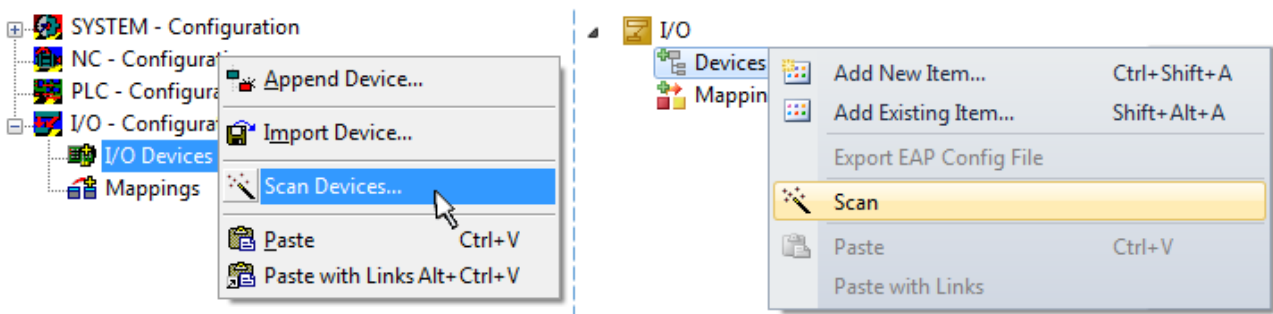 SYSTEM - Configuration
NC - Configurati
PLC - Configura
I/O - Configura
I/O Devices
Mappings
Append Device...
Import Device...
Scan Devices...
Paste Ctrl+V
Paste with Links Alt+Ctrl+V
I/O
Devices
Mappin
Add New Item... Ctrl+Shift+A
Add Existing Item... Shift+Alt+A
Export EAP Config File
Scan
Paste Ctrl+V
Paste with Links